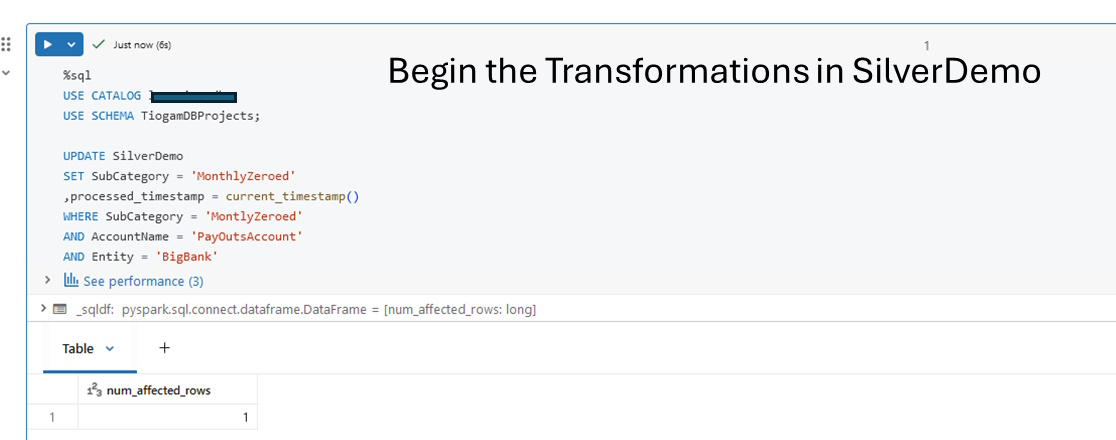 Just now (6s)
1
Begin the Transformations in SilverDemo
%sql
USE CATALOG
USE SCHEMA TiogamDBProjects;
UPDATE SilverDemo
SET SubCategory = 'MonthlyZeroed'
,processed_timestamp = current_timestamp()
WHERE SubCategory = 'MontlyZeroed'
AND AccountName = 'PayOutsAccount'
AND Entity = 'BigBank'
See performance (3)
_sqldf: pyspark.sql.connect.dataframe.DataFrame = [num_affected_rows: long]
Table +
123 num_affected_rows
1 1